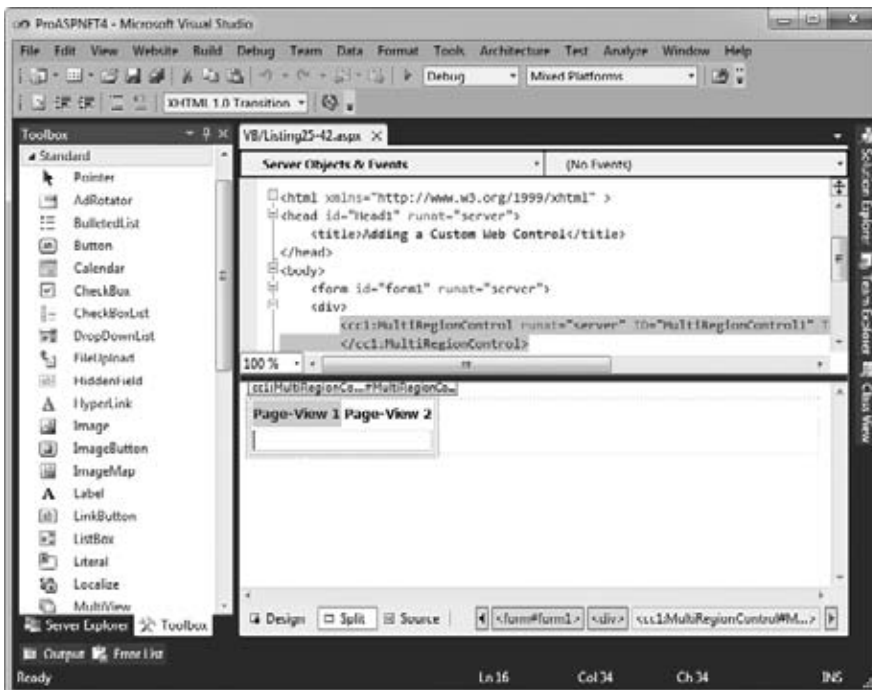 ProASPNET4 - Microsoft Visual Studio
File Edit View Website Build Debug Team Data Format Tools Architecture Test Analyze Window Help
Debug Mixed Platforms
XHTML 1.0 Transition
Toolbox
Standard
Pointer
AdRotator
BulletedList
Button
Calendar
CheckBox
CheckBoxList
DropDownList
FileUpload
HiddenField
HyperLink
Image
ImageButton
ImageMap
Label
LinkButton
ListBox
Literal
Localize
MultiView
Server Explorer Toolbox
VB/Listing25-42.aspx
Server Objects & Events (No Events)
<html xmlns="http://www.w3.org/1999/xhtml" >
<head id="Head1" runat="server">
<title>Adding a Custom Web Control</title>
</head>
<body>
<form id="form1" runat="server">
<div>
<cc1:MultiRegionControl runat="server" ID="MultiRegionControl1"
</cc1:MultiRegionControl>
100 %
cc1:MultiRegionCo...#MultiRegionCo...
Page-View 1 Page-View 2
Design Split Source <form#form1> <div> <cc1:MultiRegionControl#M...>
Solution Explorer
Team Explorer
Class View
Output Error List
Ready Ln 16 Col 34 Ch 34 INS